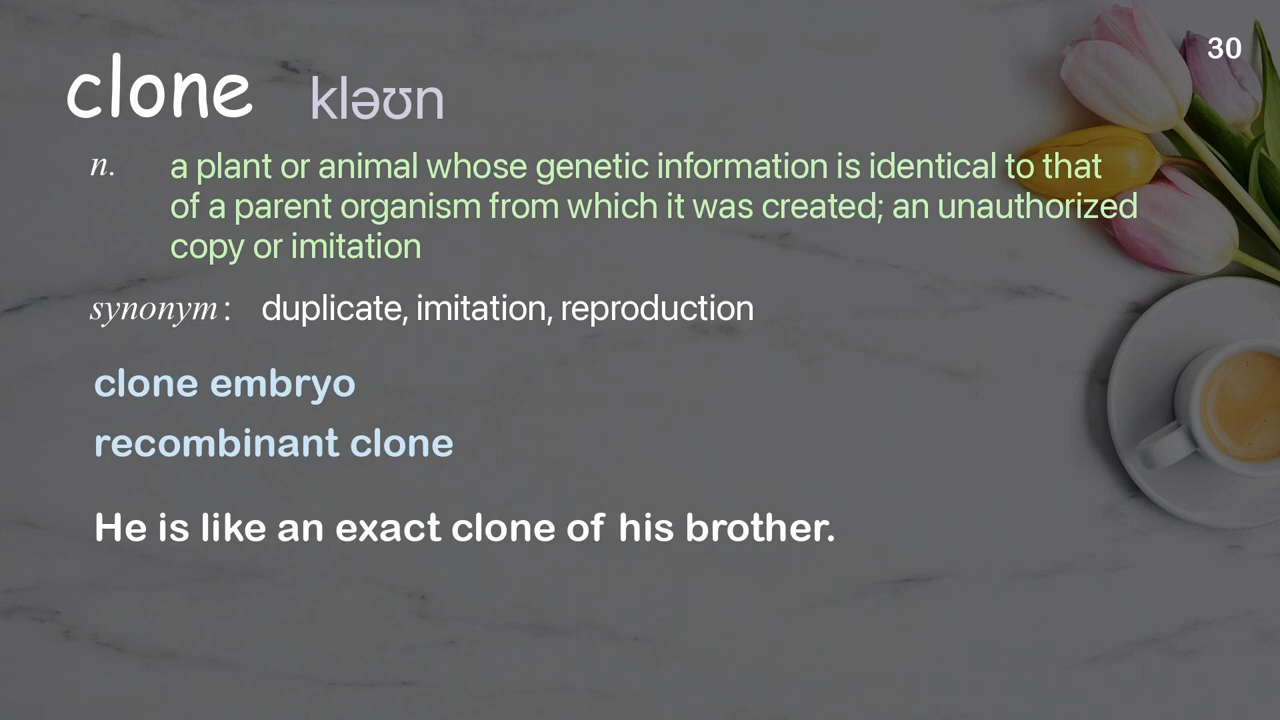 30
clone kləʊn
n. a plant or animal whose genetic information is identical to that
of a parent organism from which it was created; an unauthorized
copy or imitation
synonym: duplicate, imitation, reproduction
clone embryo
recombinant clone
He is like an exact clone of his brother.